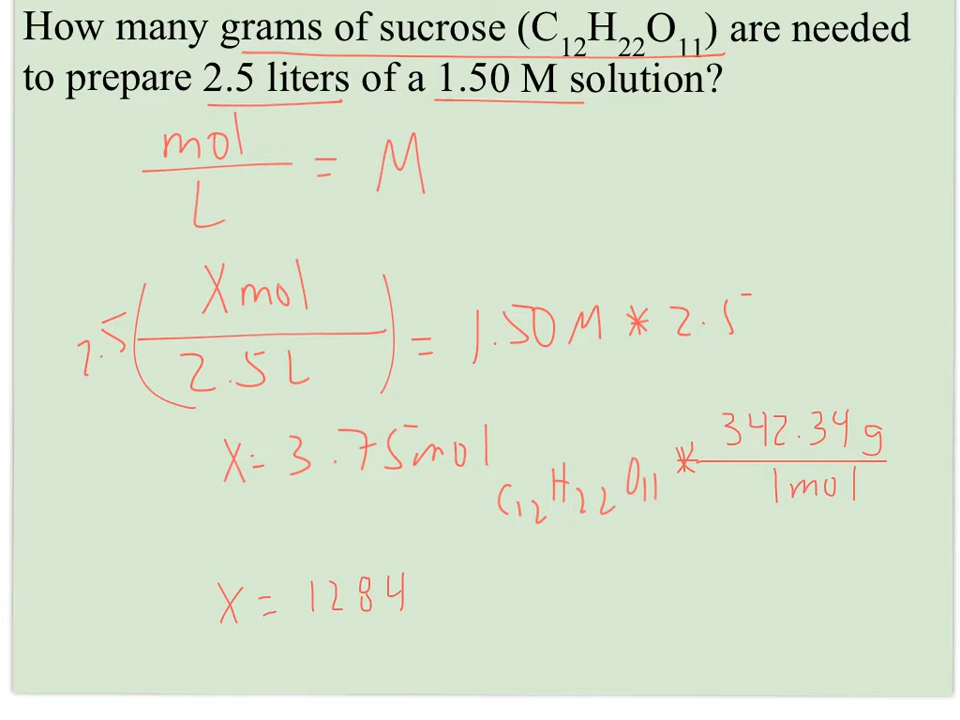 How many grams of sucrose (C₁₂H₂₂O₁₁) are needed
to prepare 2.5 liters of a 1.50 M solution?
mol
L
= M
2.5 ( X mol / 2.5 L ) = 1.50 M * 2.5
X = 3.75 mol C₁₂H₂₂O₁₁ * 342.34 g / 1 mol
X = 1284